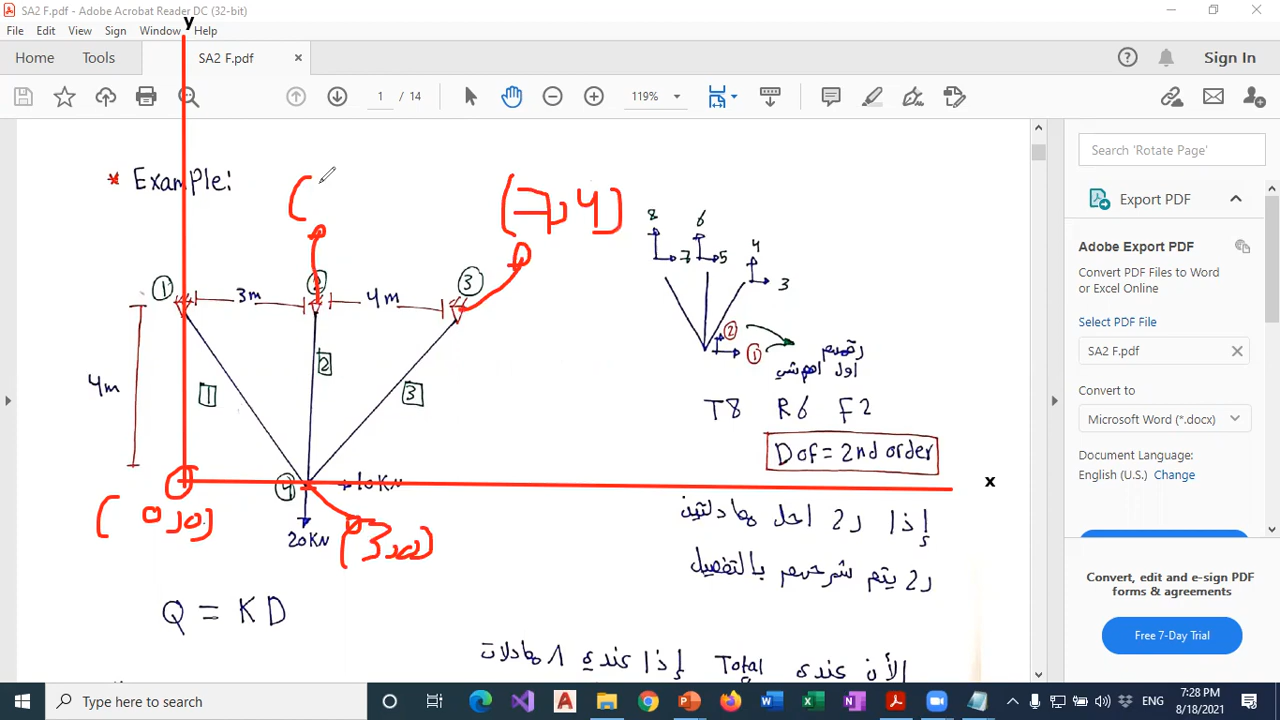 SA2 F.pdf - Adobe Acrobat Reader DC (32-bit)
File Edit View Sign Window Help
Home Tools SA2 F.pdf × Sign In
1 / 14 119%
y
* Example:
(
(7,4)
① 3m ② 4m ③
4m
1 2 3
④ 10KN
20KN
x
(0,0)
(3,0)
8 6 4
7 5 3
② ①
رقمهم
اول اهم شي
T8 R6 F2
Dof = 2nd order
إذا 2ر احل معادلتين
2ر يتم شرحهم بالتفصيل
Q = KD
الأن عندي Total إذا عندي 8 معادلات
Search 'Rotate Page'
Export PDF
Adobe Export PDF
Convert PDF Files to Word
or Excel Online
Select PDF File
SA2 F.pdf ×
Convert to
Microsoft Word (*.docx)
Document Language:
English (U.S.) Change
Convert, edit and e-sign PDF
forms & agreements
Free 7-Day Trial
Type here to search
ENG
7:28 PM
8/18/2021